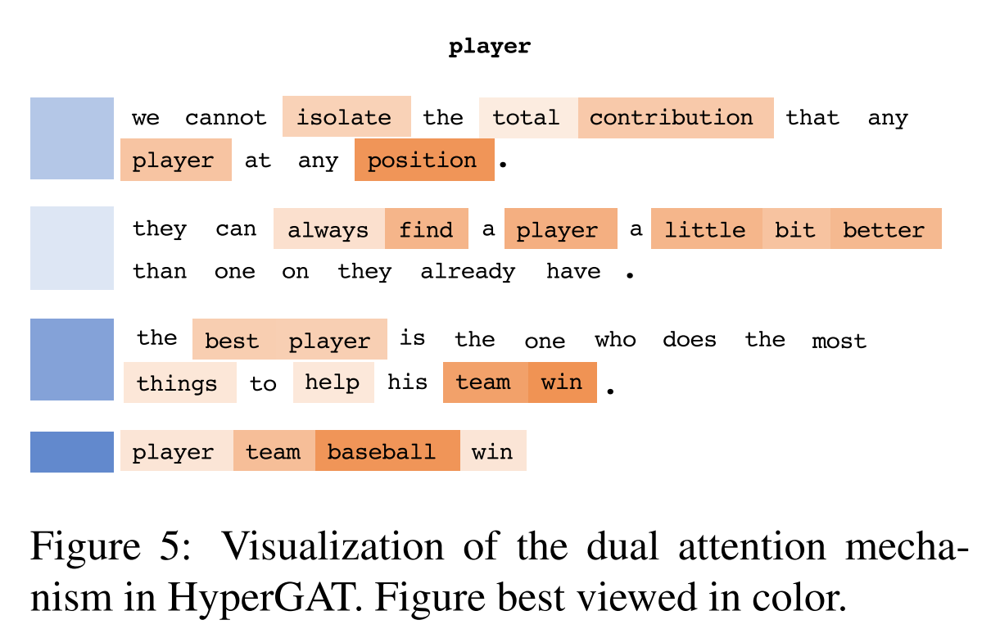 player
we cannot isolate the total contribution that any
player at any position .
they can always find a player a little bit better
than one on they already have .
the best player is the one who does the most
things to help his team win .
player team baseball win
Figure 5: Visualization of the dual attention mecha-
nism in HyperGAT. Figure best viewed in color.